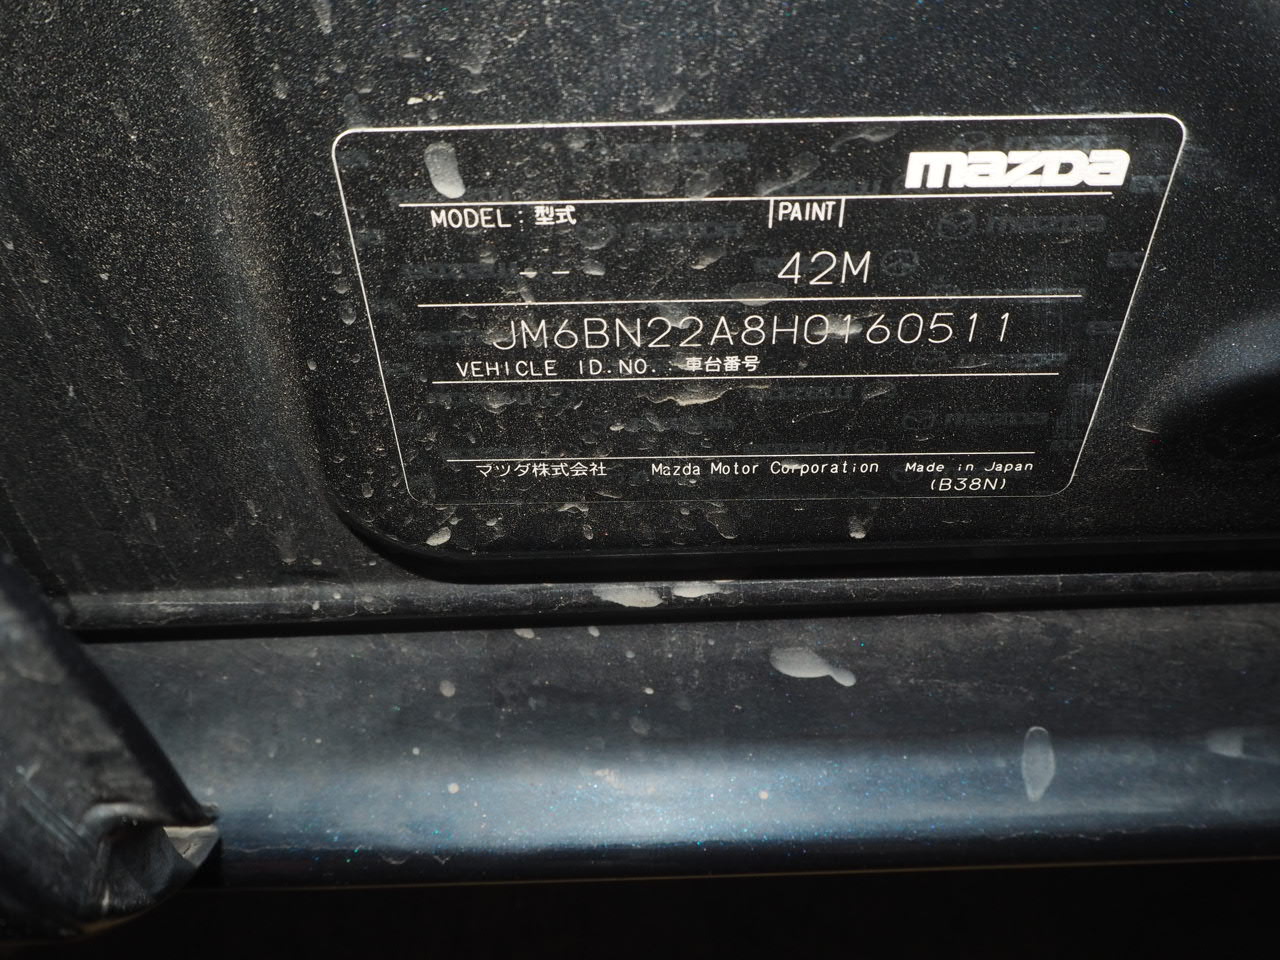 mazda
MODEL : 型式 PAINT
-- 42M
JM6BN22A8H0160511
VEHICLE ID.NO. : 車台番号
マツダ株式会社 Mazda Motor Corporation Made in Japan
(B38N)